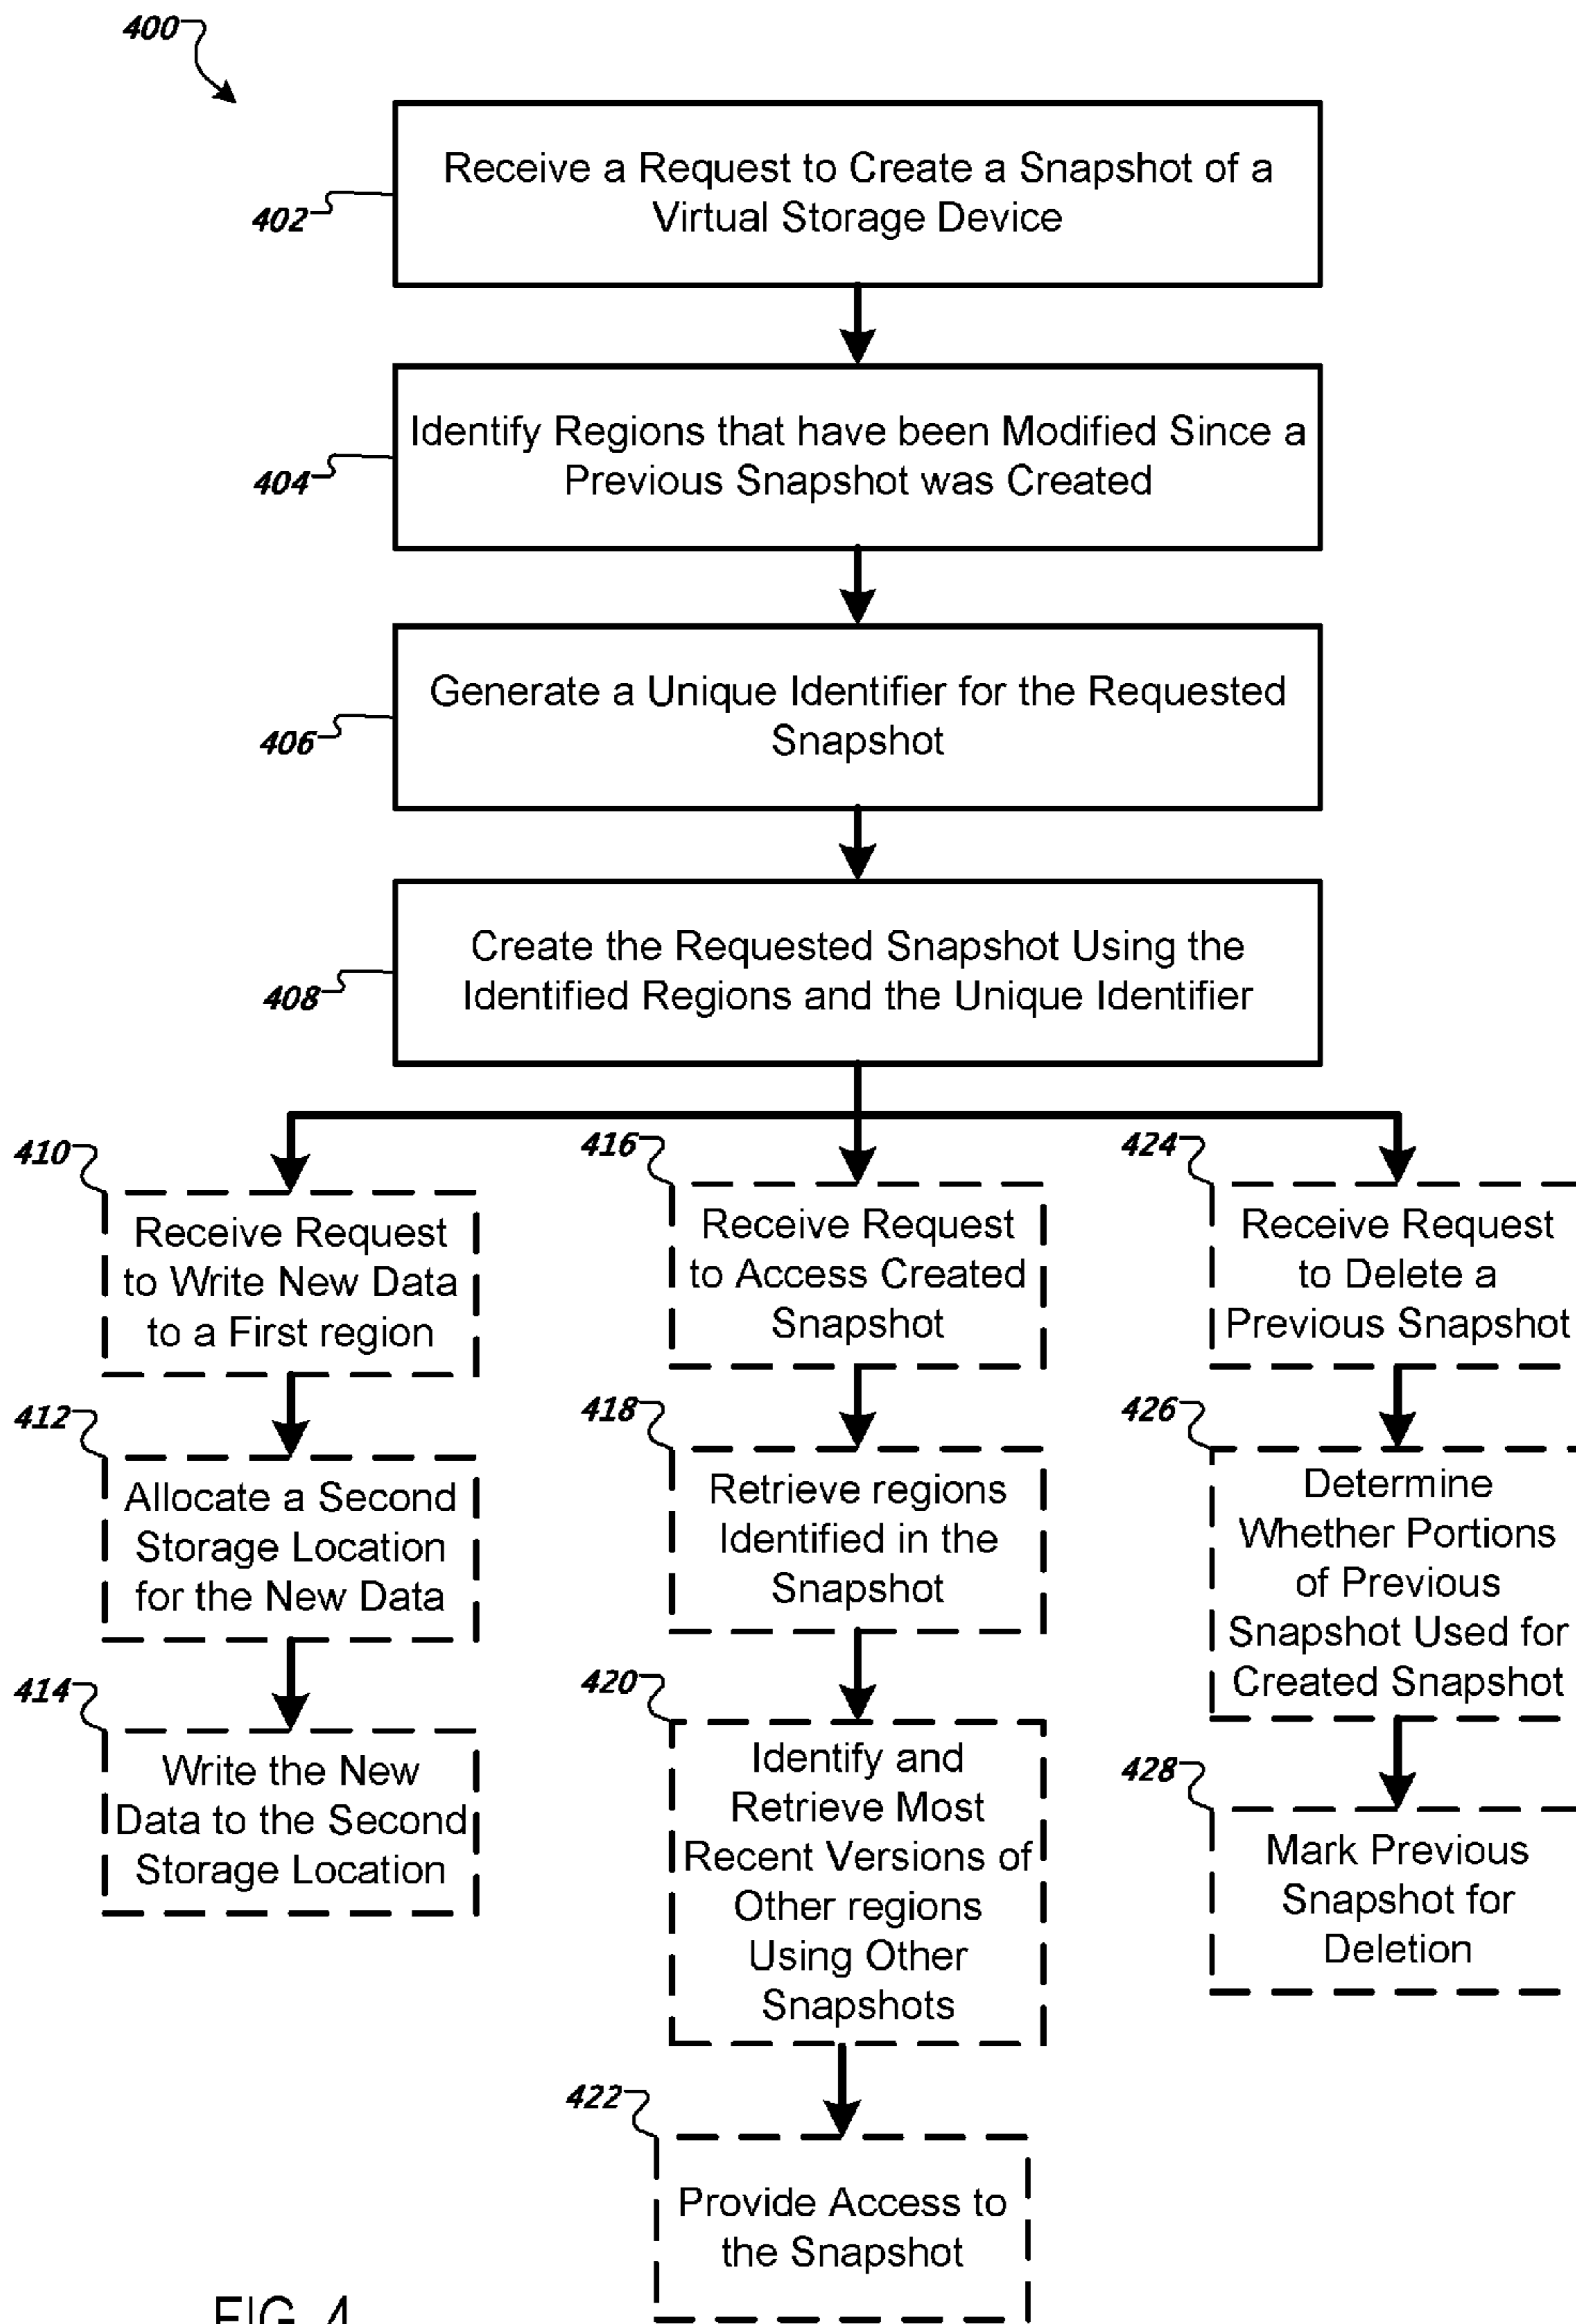 400
402
Receive a Request to Create a Snapshot of a
Virtual Storage Device
404
Identify Regions that have been Modified Since a
Previous Snapshot was Created
406
Generate a Unique Identifier for the Requested
Snapshot
408
Create the Requested Snapshot Using the
Identified Regions and the Unique Identifier
410
Receive Request
to Write New Data
to a First region
412
Allocate a Second
Storage Location
for the New Data
414
Write the New
Data to the Second
Storage Location
416
Receive Request
to Access Created
Snapshot
418
Retrieve regions
Identified in the
Snapshot
420
Identify and
Retrieve Most
Recent Versions of
Other regions
Using Other
Snapshots
422
Provide Access to
the Snapshot
424
Receive Request
to Delete a
Previous Snapshot
426
Determine
Whether Portions
of Previous
Snapshot Used for
Created Snapshot
428
Mark Previous
Snapshot for
Deletion
FIG. 4